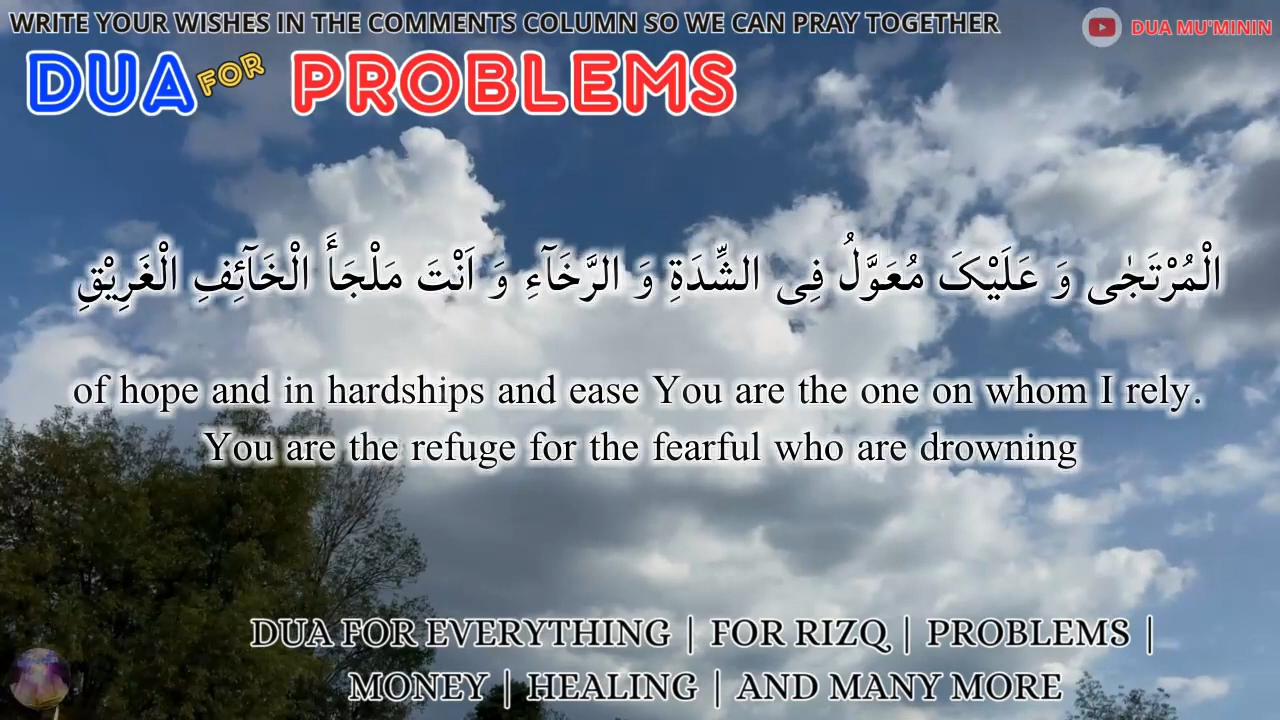 WRITE YOUR WISHES IN THE COMMENTS COLUMN SO WE CAN PRAY TOGETHER
DUA MU'MININ
DUA FOR PROBLEMS
الْمُرْتَجٰی وَ عَلَیْکَ مُعَوَّلُ فِی الشِّدَةِ وَ الرَّخَآءِ وَ اَنْتَ مَلْجَأَ الْخَآئِفِ الْغَرِیْقِ
of hope and in hardships and ease You are the one on whom I rely.
You are the refuge for the fearful who are drowning
DUA FOR EVERYTHING | FOR RIZQ | PROBLEMS |
MONEY | HEALING | AND MANY MORE